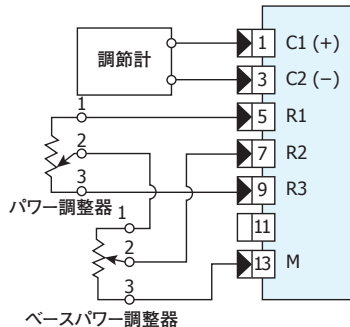 調節計
1 C1 (+)
3 C2 (−)
1
5 R1
2
7 R2
3
9 R3
パワー調整器
1
11
2
13 M
3
ベースパワー調整器